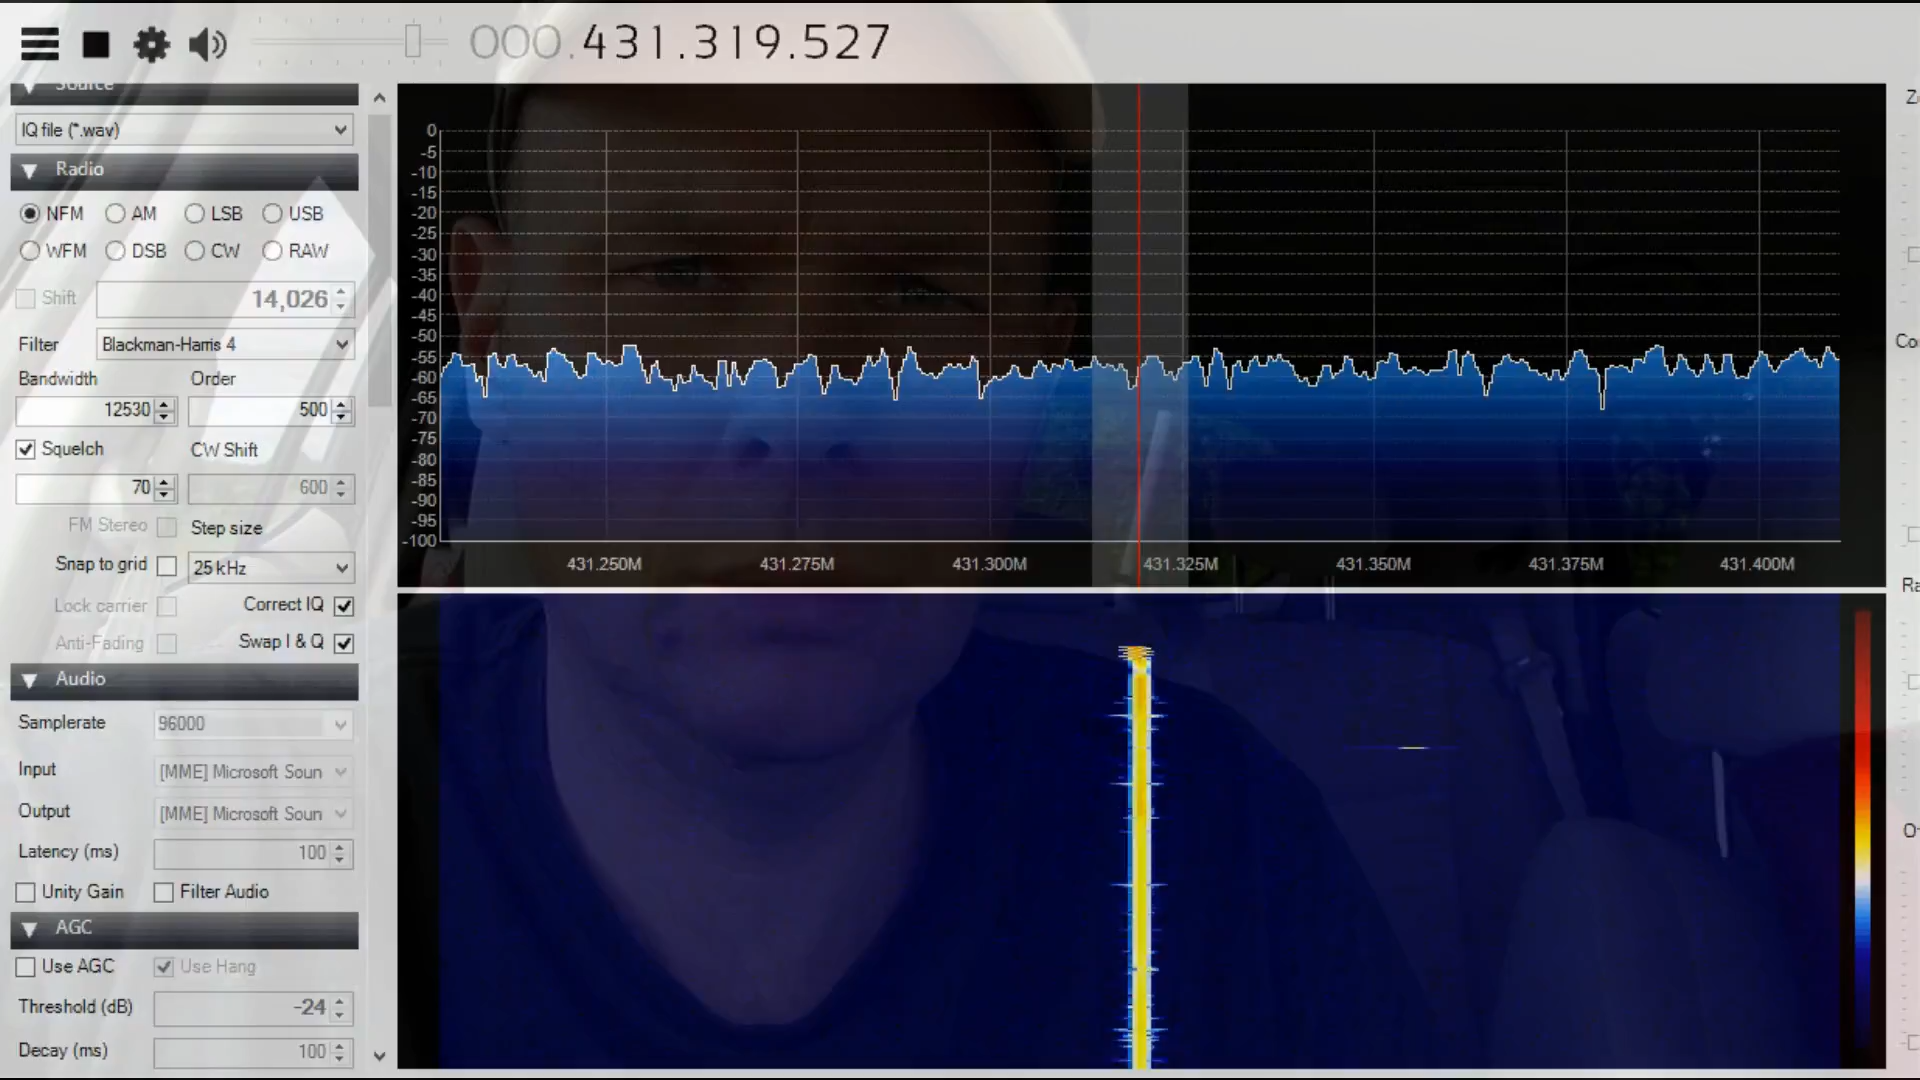 000.431.319.527
Source
IQ file (*.wav)
Radio
NFM AM LSB USB
WFM DSB CW RAW
Shift 14,026
Filter Blackman-Harris 4
Bandwidth Order
12530 500
Squelch CW Shift
70 600
FM Stereo Step size
Snap to grid 25 kHz
Lock carrier Correct IQ
Anti-Fading Swap I & Q
Audio
Samplerate 96000
Input [MME] Microsoft Soun
Output [MME] Microsoft Soun
Latency (ms) 100
Unity Gain Filter Audio
AGC
Use AGC Use Hang
Threshold (dB) -24
Decay (ms) 100
0
-5
-10
-15
-20
-25
-30
-35
-40
-45
-50
-55
-60
-65
-70
-75
-80
-85
-90
-95
-100
431.250M 431.275M 431.300M 431.325M 431.350M 431.375M 431.400M